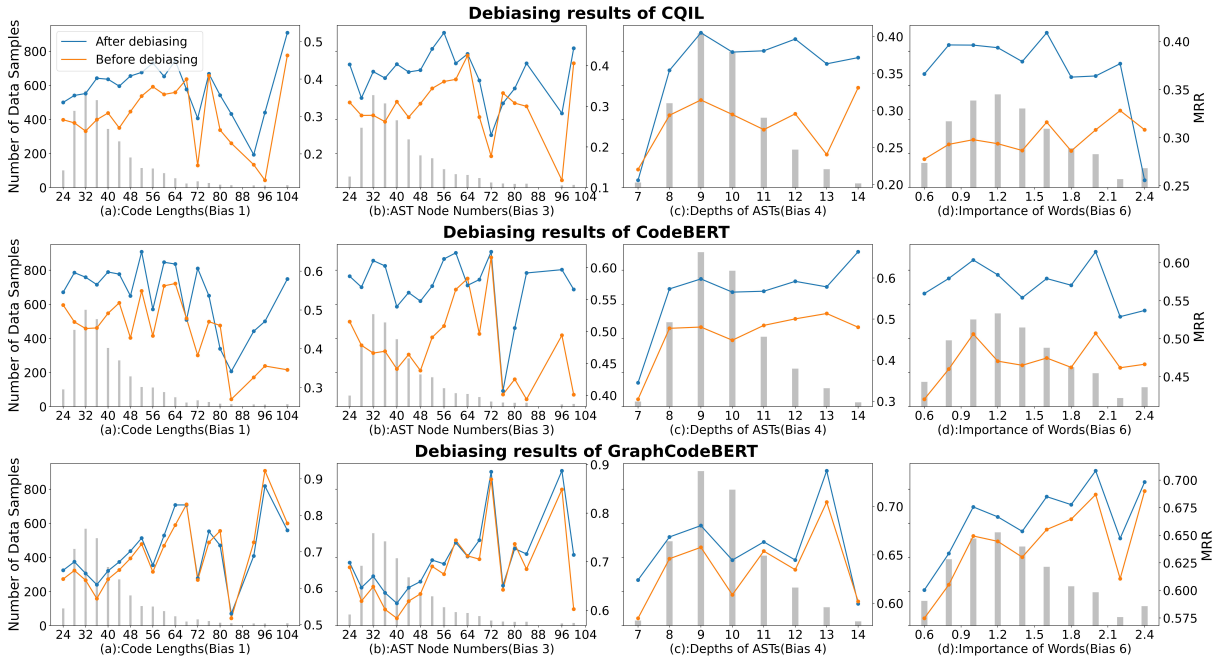 Debiasing results of CQIL
After debiasing
Before debiasing
Number of Data Samples
0 200 400 600 800
24 32 40 48 56 64 72 80 88 96 104
0.2 0.3 0.4 0.5
(a):Code Lengths(Bias 1)
24 32 40 48 56 64 72 80 88 96 104
0.1 0.2 0.3 0.4
(b):AST Node Numbers(Bias 3)
7 8 9 10 11 12 13 14
0.20 0.25 0.30 0.35 0.40
(c):Depths of ASTs(Bias 4)
0.6 0.9 1.2 1.5 1.8 2.1 2.4
0.25 0.30 0.35 0.40
MRR
(d):Importance of Words(Bias 6)
Debiasing results of CodeBERT
Number of Data Samples
0 200 400 600 800
24 32 40 48 56 64 72 80 88 96 104
0.3 0.4 0.5 0.6
(a):Code Lengths(Bias 1)
24 32 40 48 56 64 72 80 88 96 104
0.40 0.45 0.50 0.55 0.60
(b):AST Node Numbers(Bias 3)
7 8 9 10 11 12 13 14
0.3 0.4 0.5 0.6
(c):Depths of ASTs(Bias 4)
0.6 0.9 1.2 1.5 1.8 2.1 2.4
0.45 0.50 0.55 0.60
MRR
(d):Importance of Words(Bias 6)
Debiasing results of GraphCodeBERT
Number of Data Samples
0 200 400 600 800
24 32 40 48 56 64 72 80 88 96 104
0.5 0.6 0.7 0.8 0.9
(a):Code Lengths(Bias 1)
24 32 40 48 56 64 72 80 88 96 104
0.6 0.7 0.8 0.9
(b):AST Node Numbers(Bias 3)
7 8 9 10 11 12 13 14
0.60 0.65 0.70
(c):Depths of ASTs(Bias 4)
0.6 0.9 1.2 1.5 1.8 2.1 2.4
0.575 0.600 0.625 0.650 0.675 0.700
MRR
(d):Importance of Words(Bias 6)